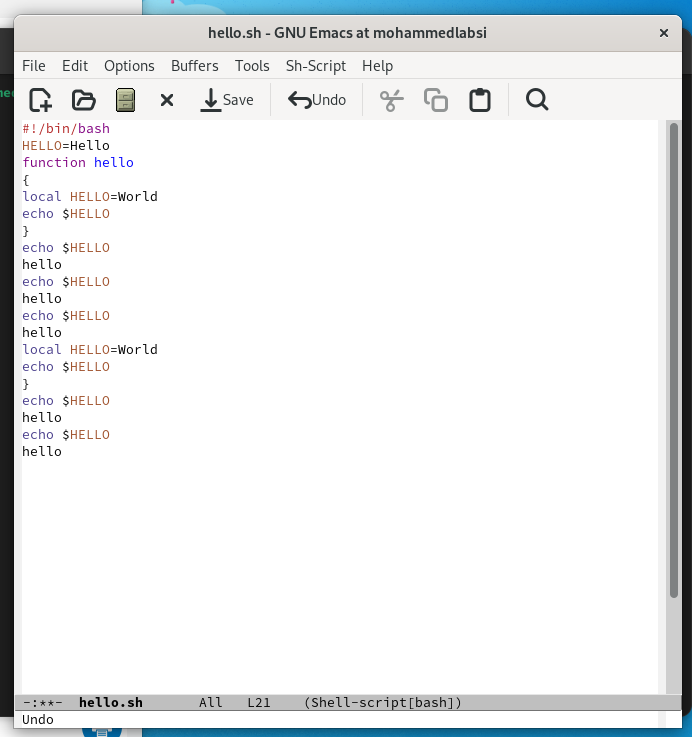 hello.sh - GNU Emacs at mohammedlabsi
File Edit Options Buffers Tools Sh-Script Help
Save Undo
#!/bin/bash
HELLO=Hello
function hello
{
local HELLO=World
echo $HELLO
}
echo $HELLO
hello
echo $HELLO
hello
echo $HELLO
hello
local HELLO=World
echo $HELLO
}
echo $HELLO
hello
echo $HELLO
hello
-:**- hello.sh All L21 (Shell-script[bash])
Undo